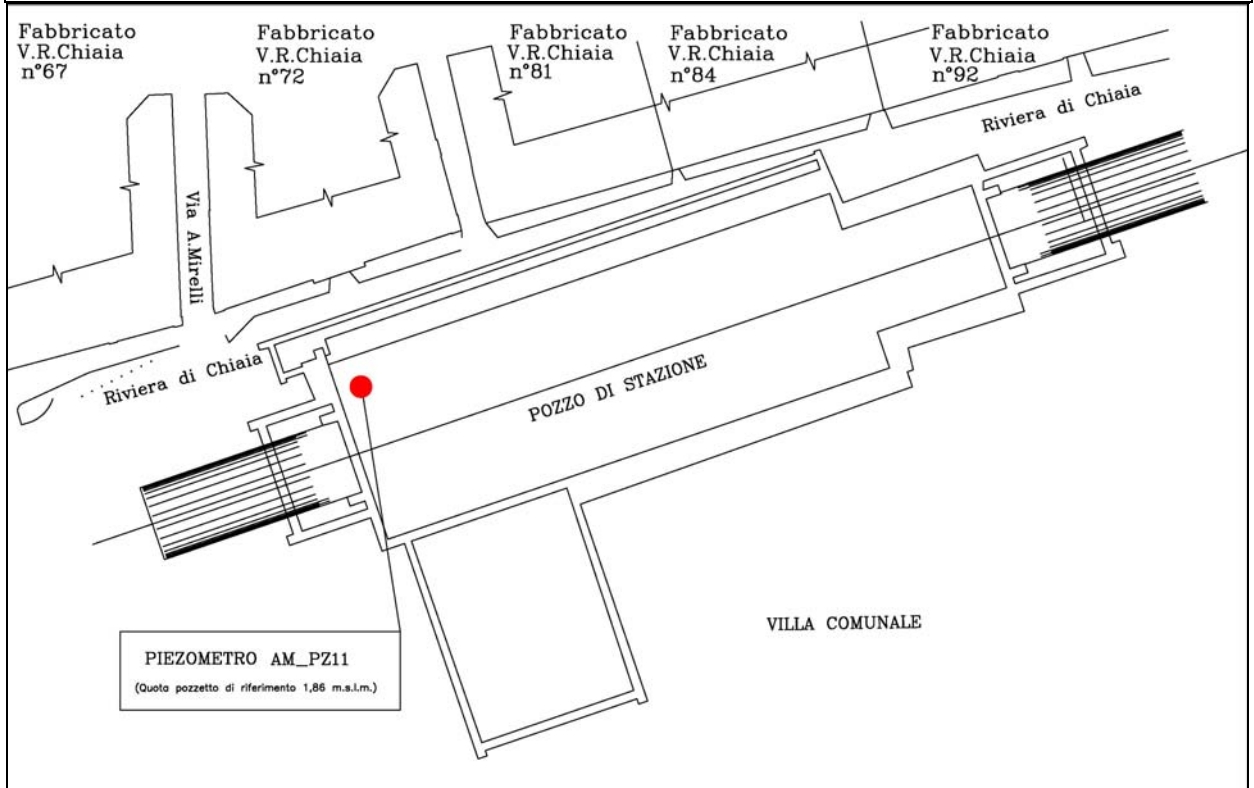 Fabbricato
V.R.Chiaia
n°67
Fabbricato
V.R.Chiaia
n°72
Fabbricato
V.R.Chiaia
n°81
Fabbricato
V.R.Chiaia
n°84
Fabbricato
V.R.Chiaia
n°92
Riviera di Chiaia
Via A.Mirelli
Riviera di Chiaia
POZZO DI STAZIONE
VILLA COMUNALE
PIEZOMETRO AM_PZ11
(Quota pozzetto di riferimento 1,86 m.s.l.m.)